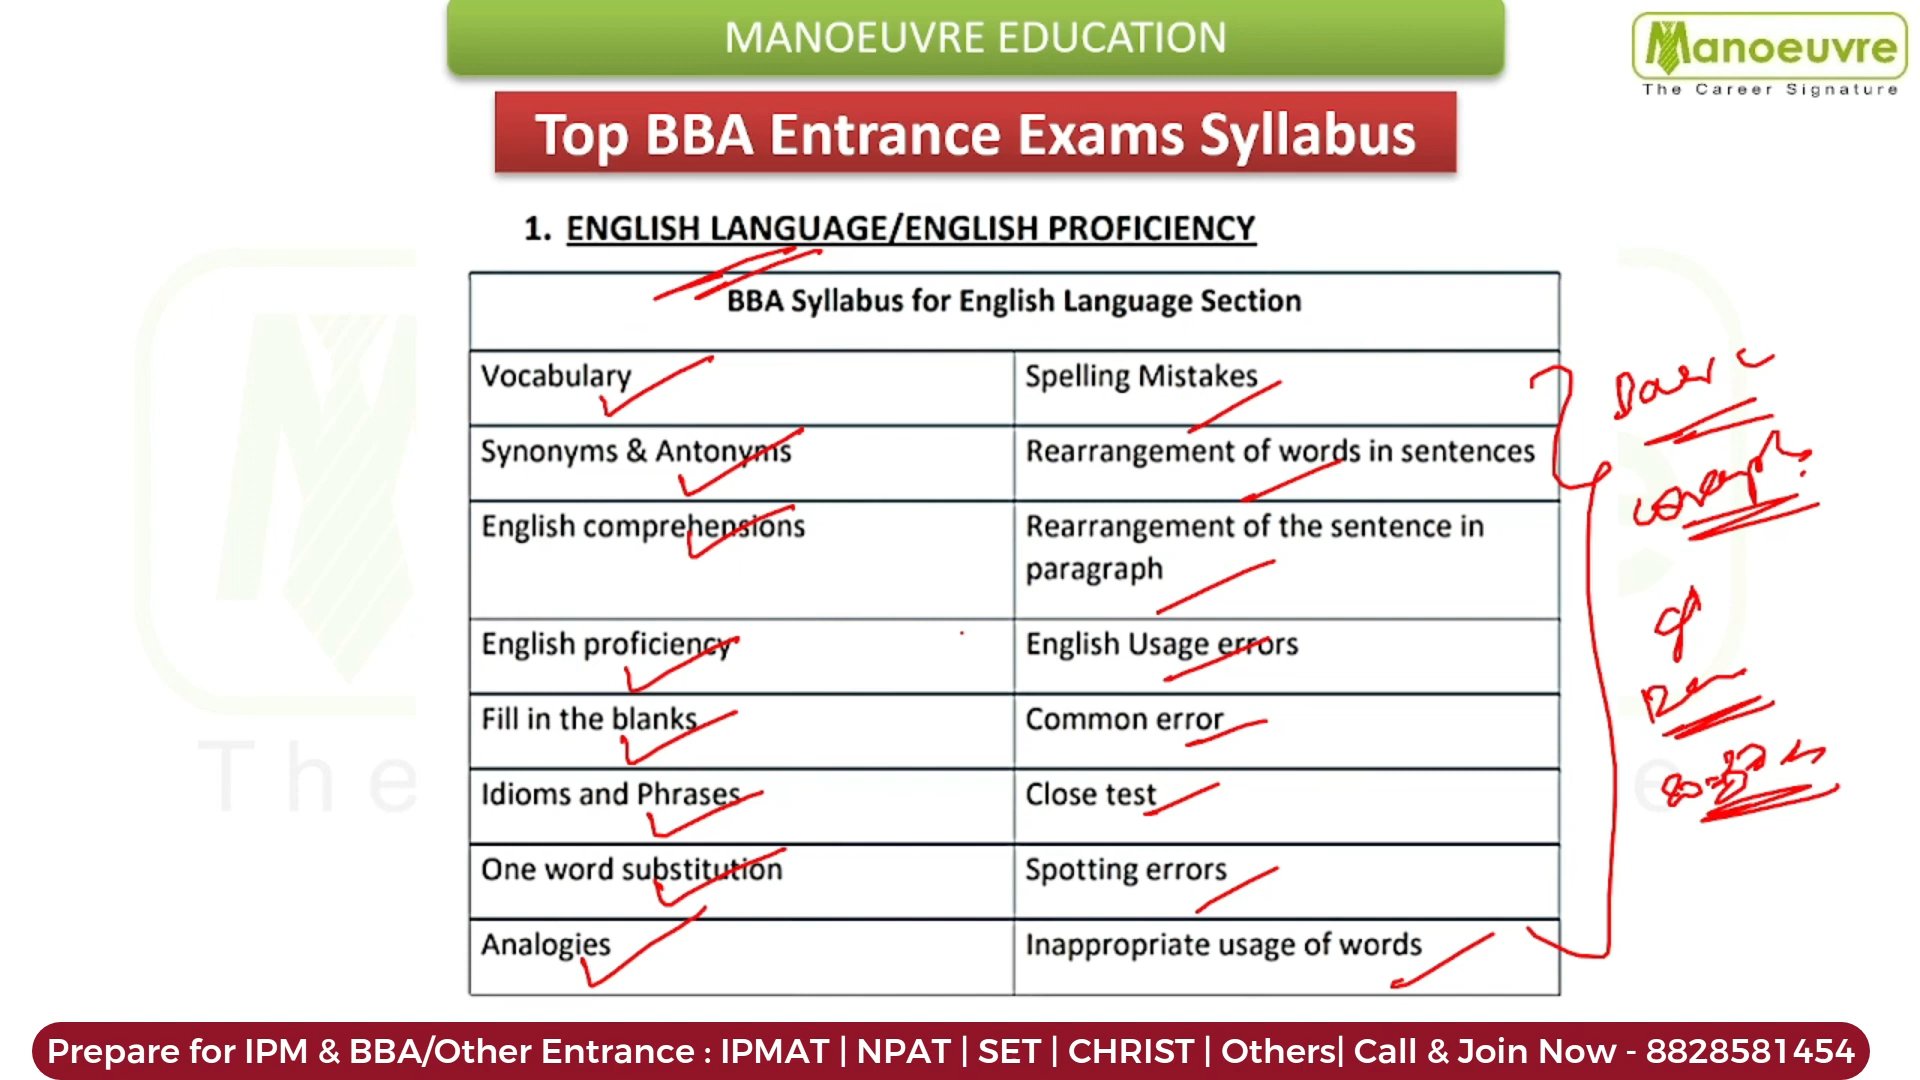 MANOEUVRE EDUCATION
Manoeuvre
The Career Signature
Top BBA Entrance Exams Syllabus
1. ENGLISH LANGUAGE/ENGLISH PROFICIENCY
BBA Syllabus for English Language Section
Vocabulary
Spelling Mistakes
Synonyms & Antonyms
Rearrangement of words in sentences
English comprehensions
Rearrangement of the sentence in
paragraph
English proficiency
English Usage errors
Fill in the blanks
Common error
Idioms and Phrases
Close test
One word substitution
Spotting errors
Analogies
Inappropriate usage of words
The
e
Prepare for IPM & BBA/Other Entrance : IPMAT | NPAT | SET | CHRIST | Others| Call & Join Now - 8828581454